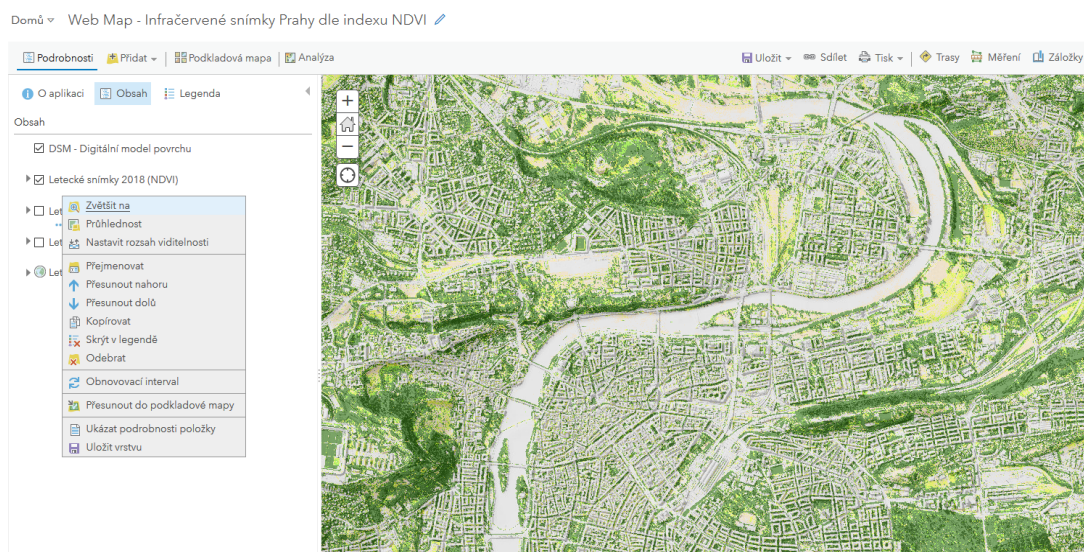 Domů Web Map - Infračervené snímky Prahy dle indexu NDVI
Podrobnosti Přidat Podkladová mapa Analýza Uložit Sdílet Tisk Trasy Měření Záložky
O aplikaci Obsah Legenda
Obsah
DSM - Digitální model povrchu
Letecké snímky 2018 (NDVI)
Let
Let
Let
Zvětšit na
Průhlednost
Nastavit rozsah viditelnosti
Přejmenovat
Přesunout nahoru
Přesunout dolů
Kopírovat
Skrýt v legendě
Odebrat
Obnovovací interval
Přesunout do podkladové mapy
Ukázat podrobnosti položky
Uložit vrstvu